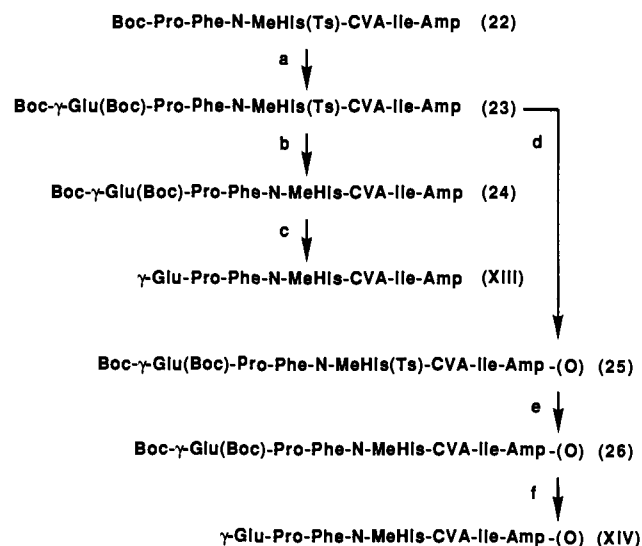 Boc-Pro-Phe-N-MeHis(Ts)-CVA-Ile-Amp (22)
a
Boc-γ-Glu(Boc)-Pro-Phe-N-MeHis(Ts)-CVA-Ile-Amp (23)
b
d
Boc-γ-Glu(Boc)-Pro-Phe-N-MeHis-CVA-Ile-Amp (24)
c
γ-Glu-Pro-Phe-N-MeHis-CVA-Ile-Amp (XIII)
Boc-γ-Glu(Boc)-Pro-Phe-N-MeHis(Ts)-CVA-Ile-Amp-(O) (25)
e
Boc-γ-Glu(Boc)-Pro-Phe-N-MeHis-CVA-Ile-Amp-(O) (26)
f
γ-Glu-Pro-Phe-N-MeHis-CVA-Ile-Amp-(O) (XIV)